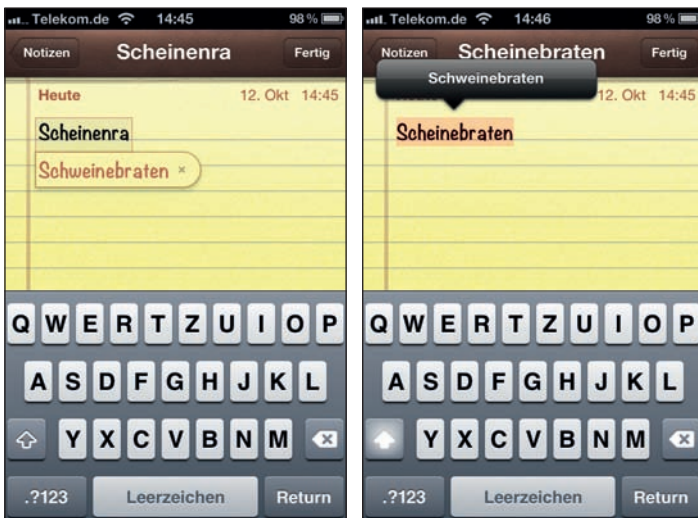 Telekom.de 14:45 98 %
Notizen Scheinenra Fertig
Heute 12. Okt 14:45
Scheinenra
Schweinebraten ×
Q W E R T Z U I O P
A S D F G H J K L
Y X C V B N M
.?123 Leerzeichen Return
Telekom.de 14:46 98 %
Notizen Scheinebraten Fertig
Schweinebraten
12. Okt 14:45
Scheinebraten
Q W E R T Z U I O P
A S D F G H J K L
Y X C V B N M
.?123 Leerzeichen Return